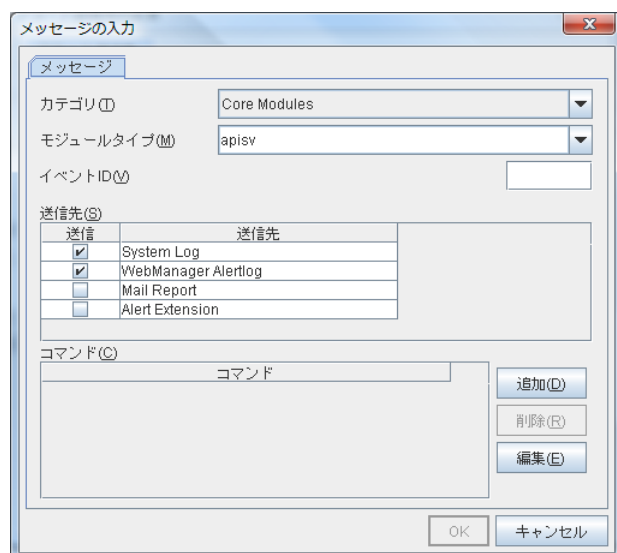 メッセージの入力
メッセージ
カテゴリ(T) Core Modules
モジュールタイプ(M) apisv
イベントID(V)
送信先(S)
送信 送信先
System Log
WebManager Alertlog
Mail Report
Alert Extension
コマンド(C)
コマンド
追加(D)
削除(R)
編集(E)
OK キャンセル